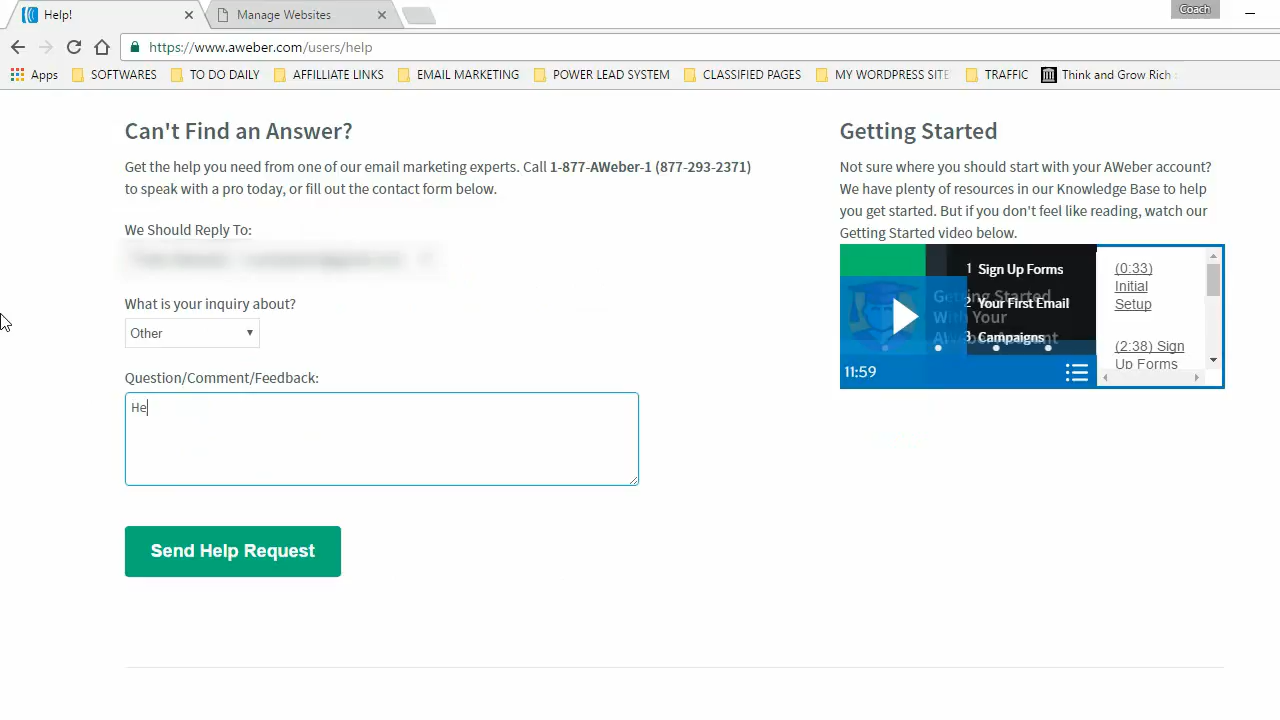 Help!
Manage Websites
Coach
https://www.aweber.com/users/help
Apps
SOFTWARES
TO DO DAILY
AFFILLIATE LINKS
EMAIL MARKETING
POWER LEAD SYSTEM
CLASSIFIED PAGES
MY WORDPRESS SITE
TRAFFIC
Think and Grow Rich
Can't Find an Answer?
Get the help you need from one of our email marketing experts. Call 1-877-AWeber-1 (877-293-2371)
to speak with a pro today, or fill out the contact form below.
We Should Reply To:
What is your inquiry about?
Other
Question/Comment/Feedback:
He
Send Help Request
Getting Started
Not sure where you should start with your AWeber account?
We have plenty of resources in our Knowledge Base to help
you get started. But if you don't feel like reading, watch our
Getting Started video below.
1 Sign Up Forms
Getting Started
2 Your First Email
With Your
3 Campaigns
Account
11:59
(0:33)
Initial
Setup
(2:38) Sign
Up Forms